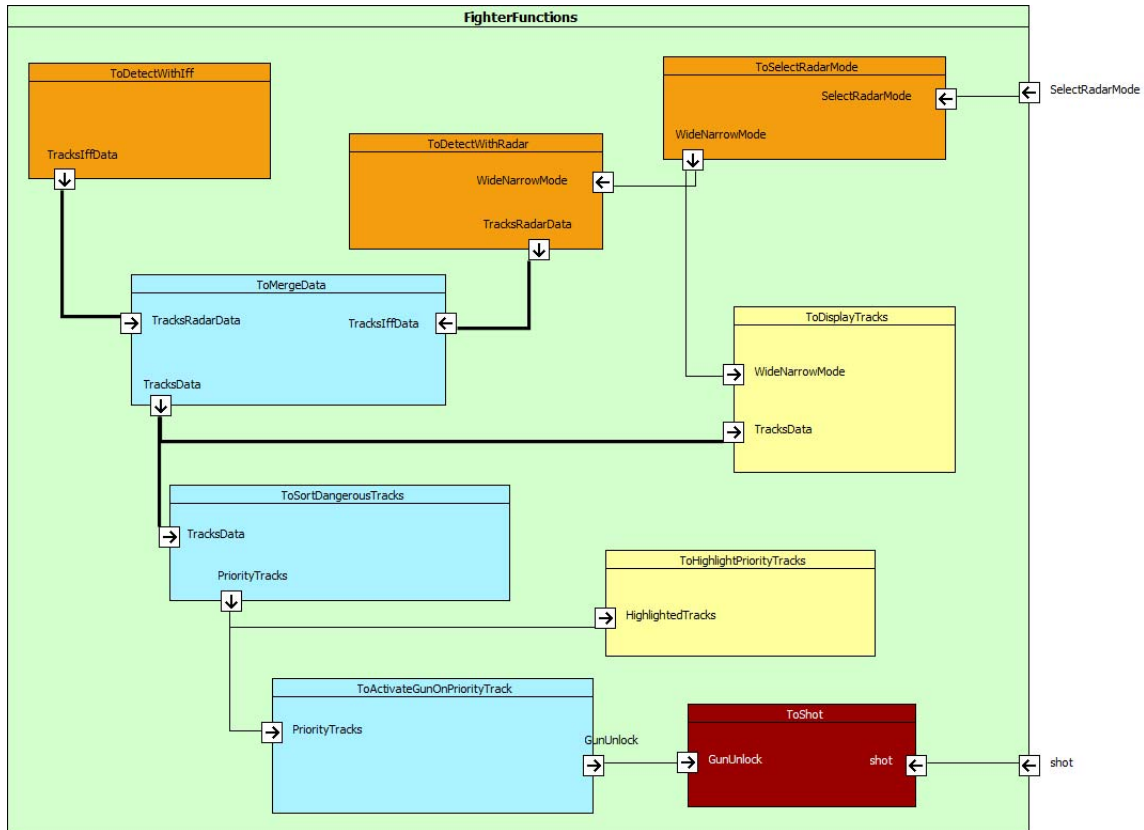 FighterFunctions
ToDetectWithIff
TracksIffData
ToSelectRadarMode
SelectRadarMode
WideNarrowMode
SelectRadarMode
ToDetectWithRadar
WideNarrowMode
TracksRadarData
ToMergeData
TracksRadarData
TracksIffData
TracksData
ToDisplayTracks
WideNarrowMode
TracksData
ToSortDangerousTracks
TracksData
PriorityTracks
ToHighlightPriorityTracks
HighlightedTracks
ToActivateGunOnPriorityTrack
PriorityTracks
GunUnlock
ToShot
GunUnlock
shot
shot